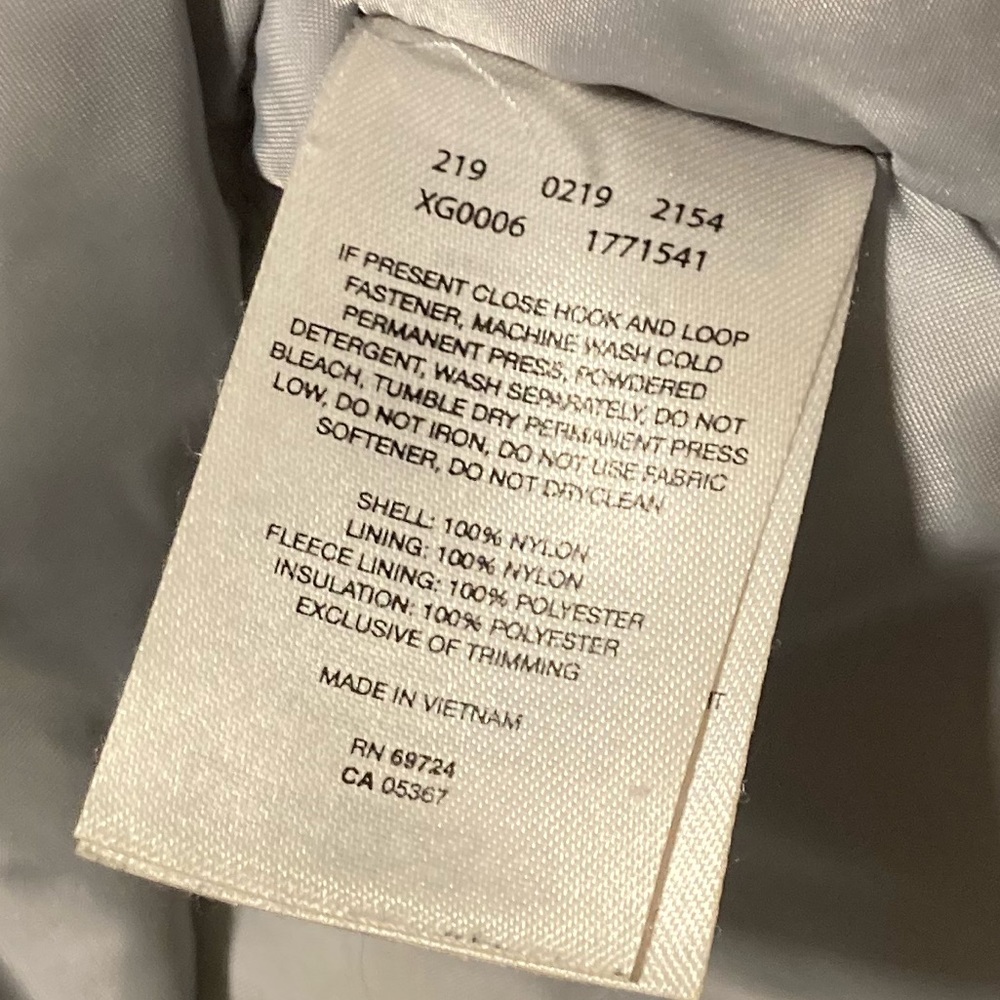 219 0219 2154
XG0006 1771541
IF PRESENT CLOSE HOOK AND LOOP
FASTENER, MACHINE WASH COLD
PERMANENT PRESS, POWDERED
DETERGENT, WASH SEPARATELY, DO NOT
BLEACH, TUMBLE DRY PERMANENT PRESS
LOW, DO NOT IRON, DO NOT USE FABRIC
SOFTENER, DO NOT DRYCLEAN
SHELL: 100% NYLON
LINING: 100% NYLON
FLEECE LINING: 100% POLYESTER
INSULATION: 100% POLYESTER
EXCLUSIVE OF TRIMMING
MADE IN VIETNAM
RN 69724
CA 05367